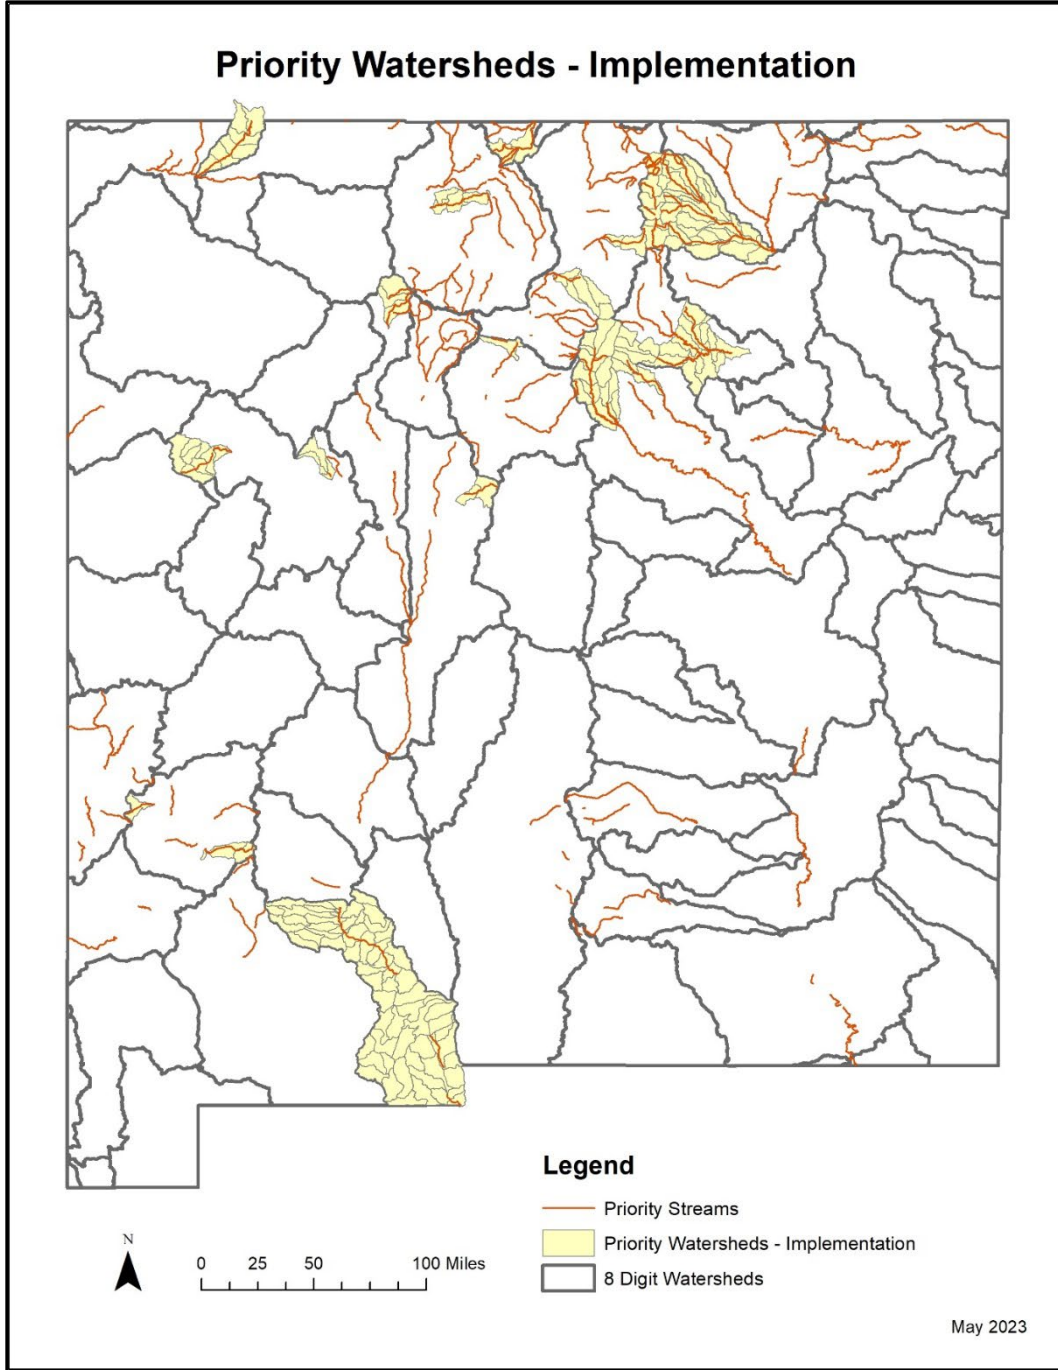 Priority Watersheds - Implementation
Legend
Priority Streams
Priority Watersheds - Implementation
8 Digit Watersheds
N
0 25 50 100 Miles
May 2023